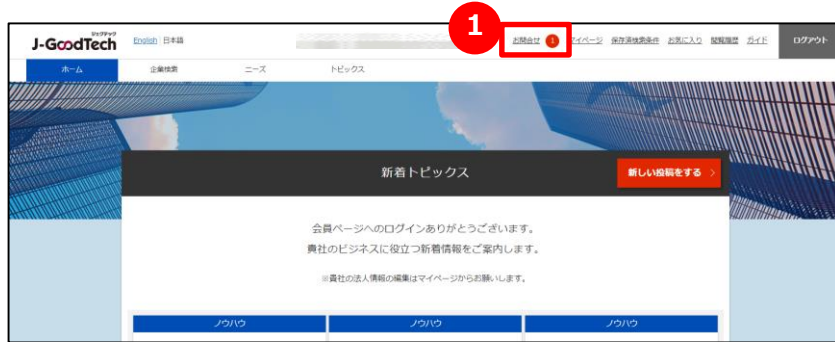 1
ジェグテック
J-GoodTech English 日本語 お問合せ 1 マイページ 保存済検索条件 お気に入り 閲覧履歴 ガイド ログアウト
ホーム 企業検索 ニーズ トピックス
新着トピックス 新しい投稿をする >
会員ページへのログインありがとうございます。
貴社のビジネスに役立つ新着情報をご案内します。
※貴社の法人情報の編集はマイページからお願いします。
ノウハウ ノウハウ ノウハウ